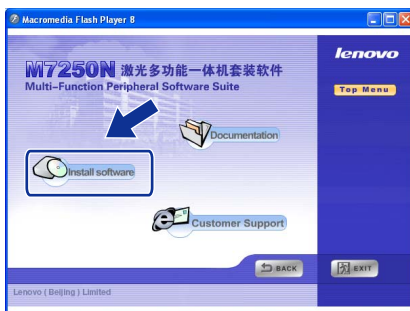 Macromedia Flash Player 8
lenovo
M7250N 激光多功能一体机套装软件
Multi-Function Peripheral Software Suite
Top Menu
Documentation
Install software
Customer Support
BACK
EXIT
Lenovo ( Beijing ) Limited